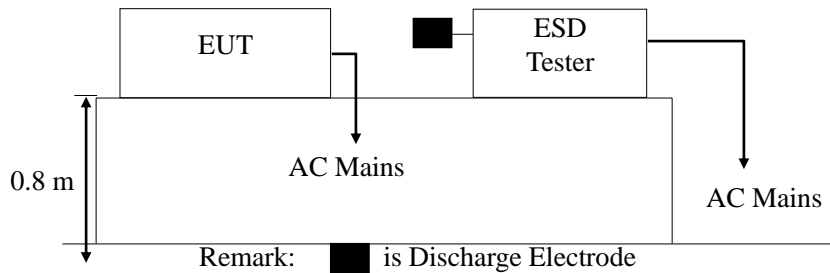 EUT
ESD
Tester
AC Mains
0.8 m
AC Mains
Remark: is Discharge Electrode